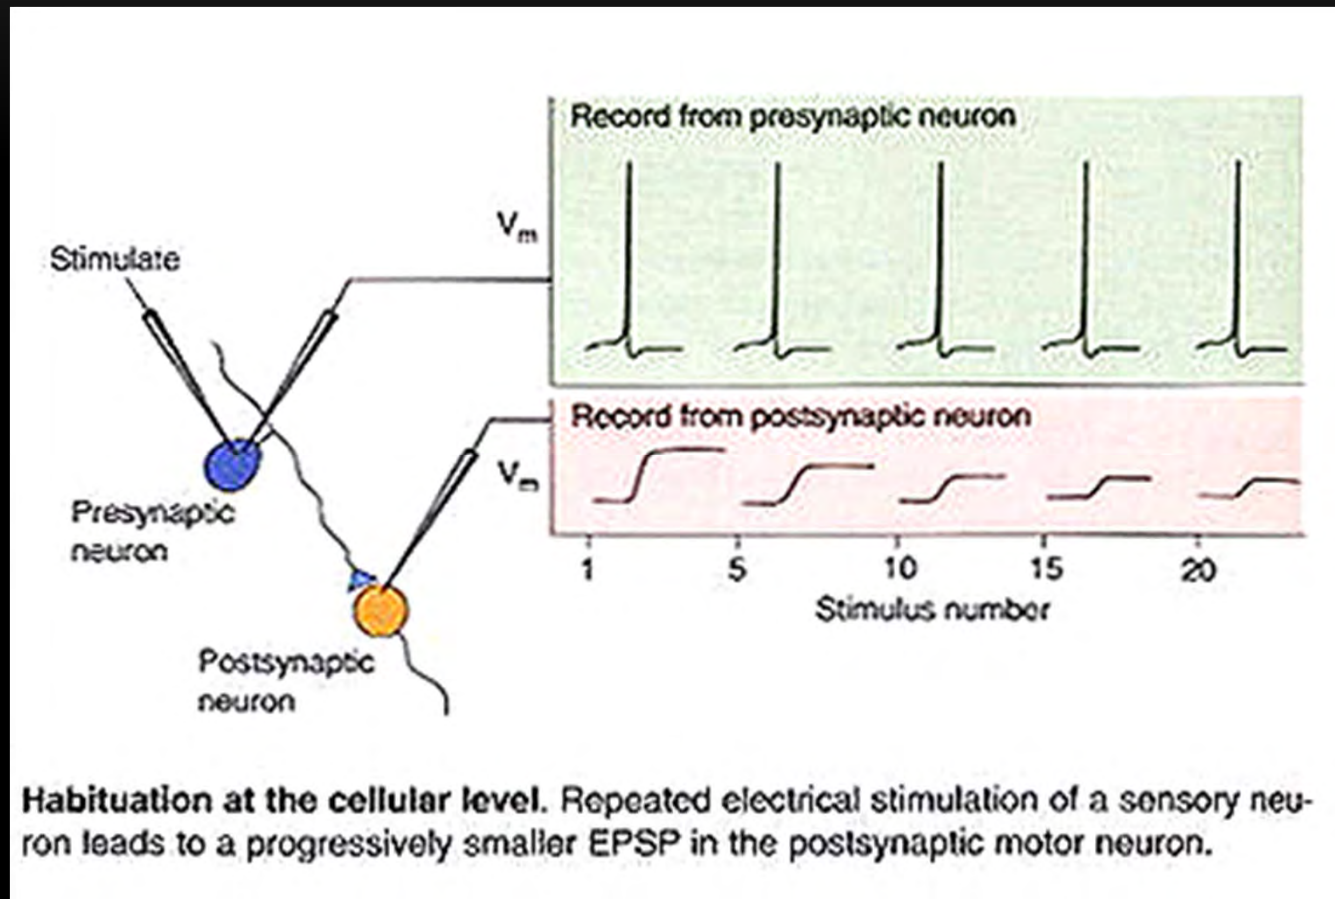 Record from presynaptic neuron
Vm
Stimulate
Record from postsynaptic neuron
Vm
Presynaptic
neuron
1 5 10 15 20
Stimulus number
Postsynaptic
neuron
Habituation at the cellular level. Repeated electrical stimulation of a sensory neu-
ron leads to a progressively smaller EPSP in the postsynaptic motor neuron.